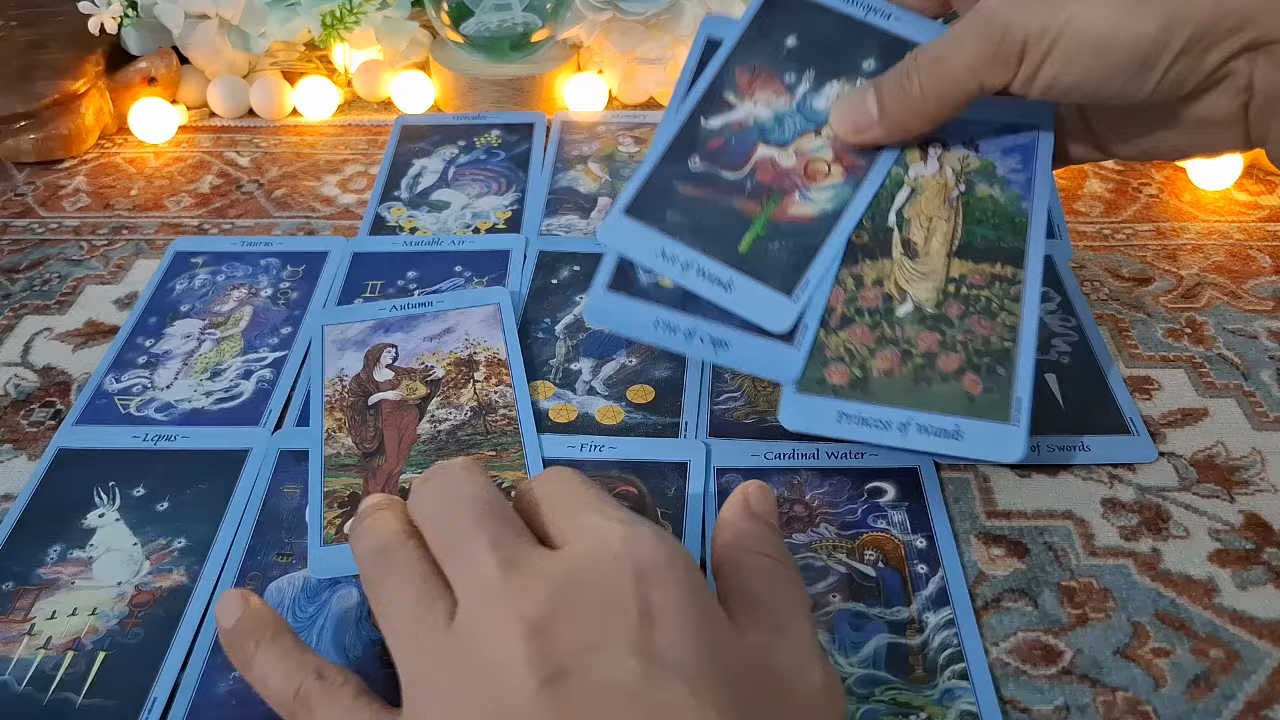 ~ Hercules ~
~ Mercury ~
Cassiopeia
~ Taurus ~
~ Mutable Air ~
Ace of Wands
~ Autumn ~
Five of Cups
Princess of Wands
~ Lepus ~
~ Fire ~
~ Cardinal Water ~
of Swords